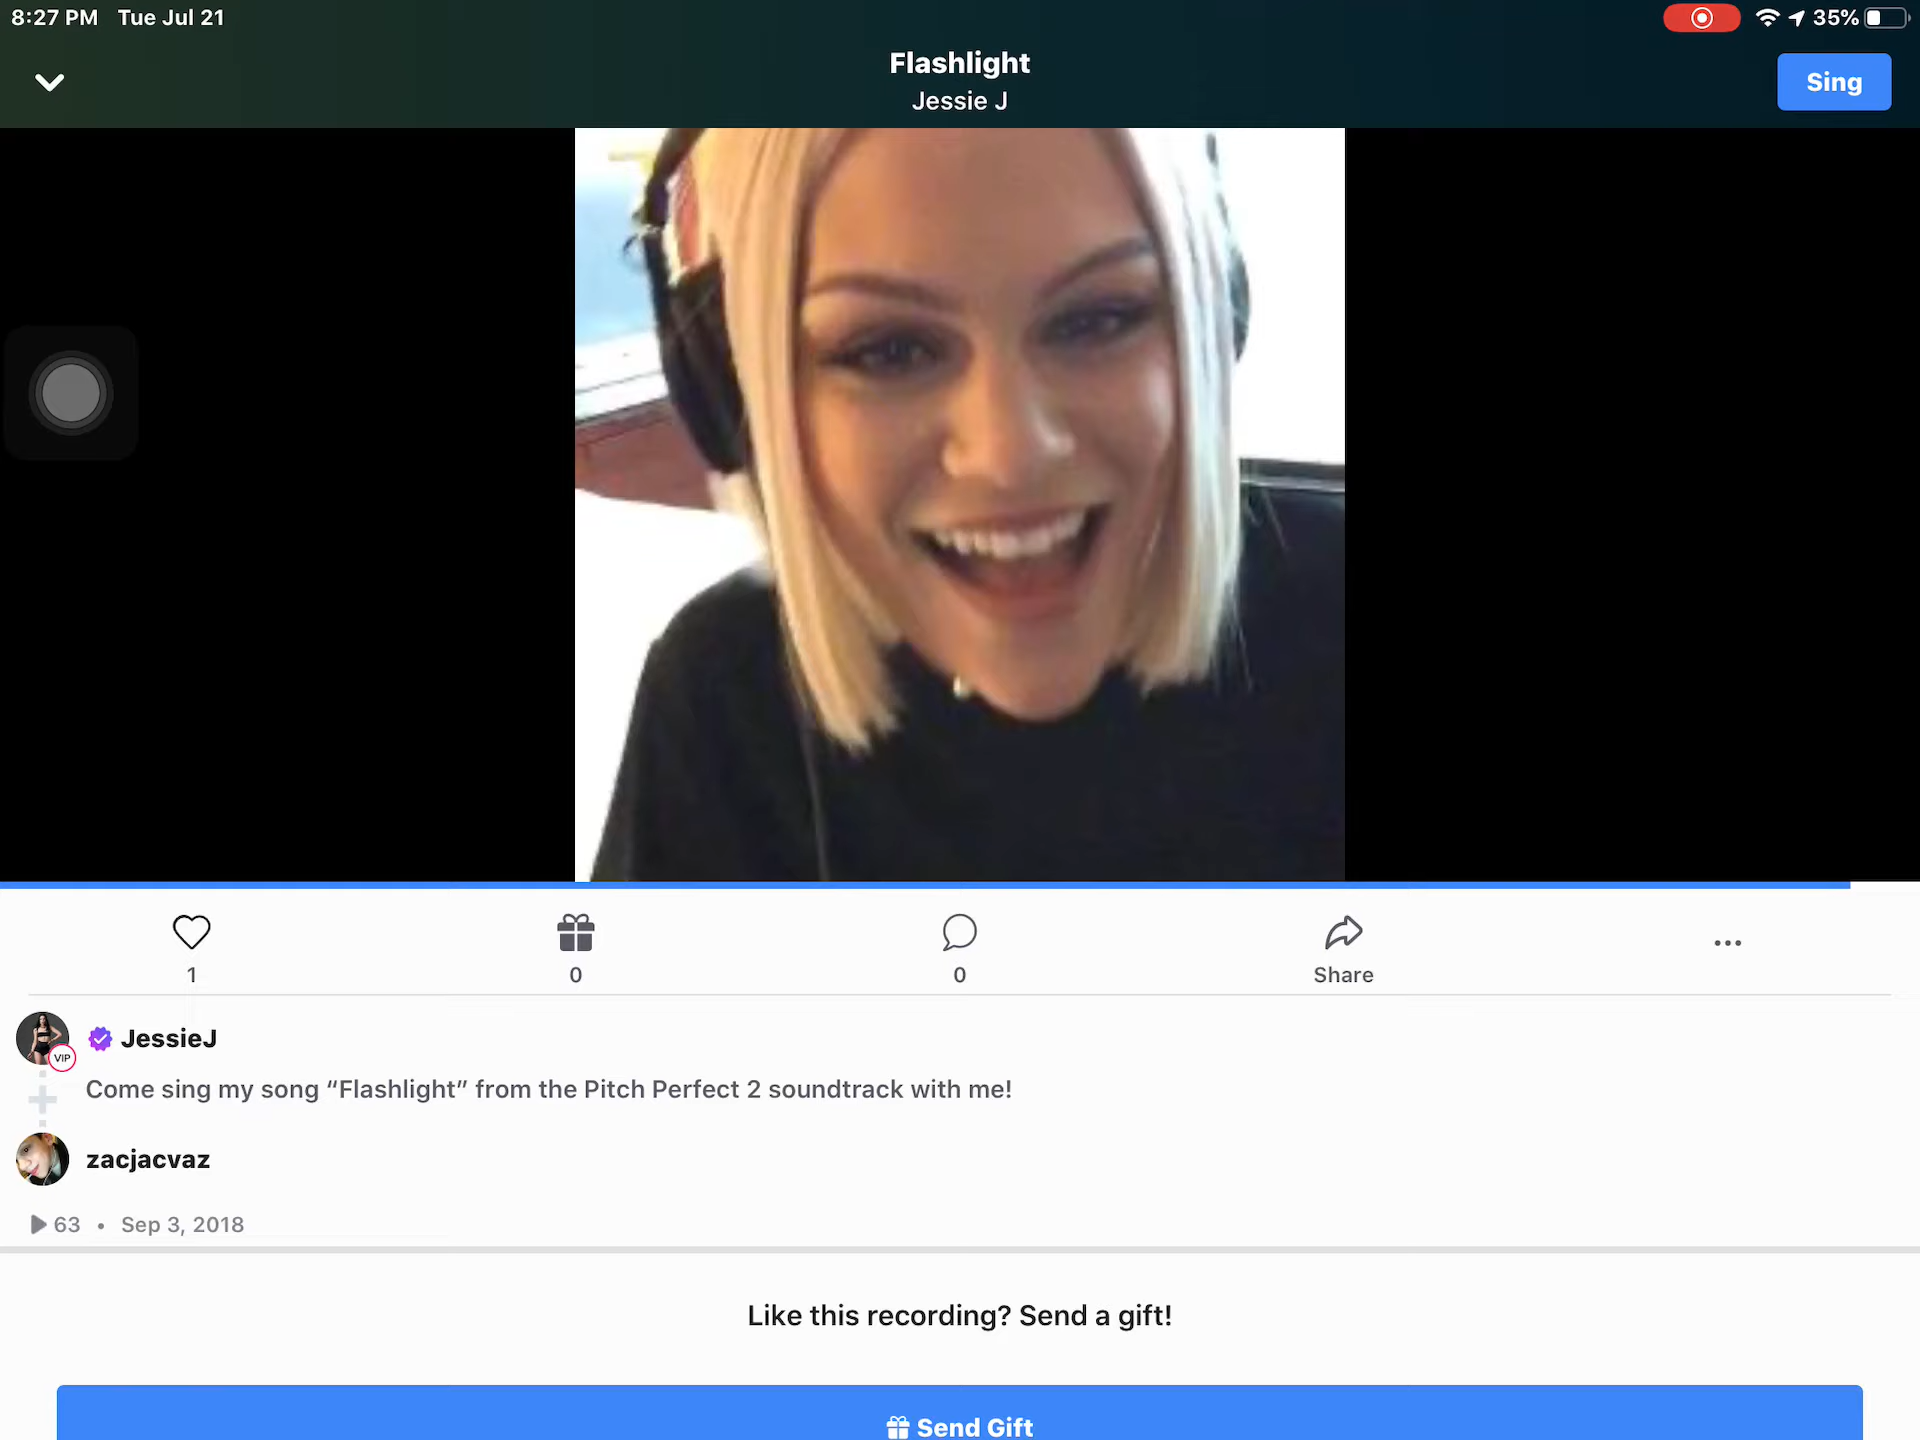 8:27 PM Tue Jul 21
35%
Flashlight
Jessie J
Sing
1
0
0
Share
VIP
JessieJ
Come sing my song “Flashlight” from the Pitch Perfect 2 soundtrack with me!
zacjacvaz
63 • Sep 3, 2018
Like this recording? Send a gift!
Send Gift